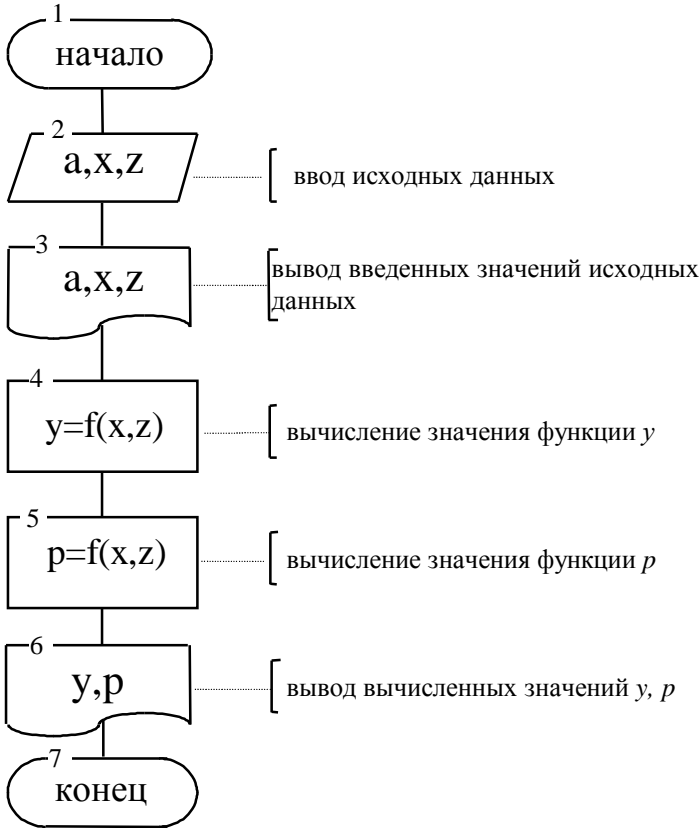 1
начало
2
a,x,z
ввод исходных данных
3
a,x,z
вывод введенных значений исходных
данных
4
y=f(x,z)
вычисление значения функции y
5
p=f(x,z)
вычисление значения функции p
6
y,p
вывод вычисленных значений y, p
7
конец